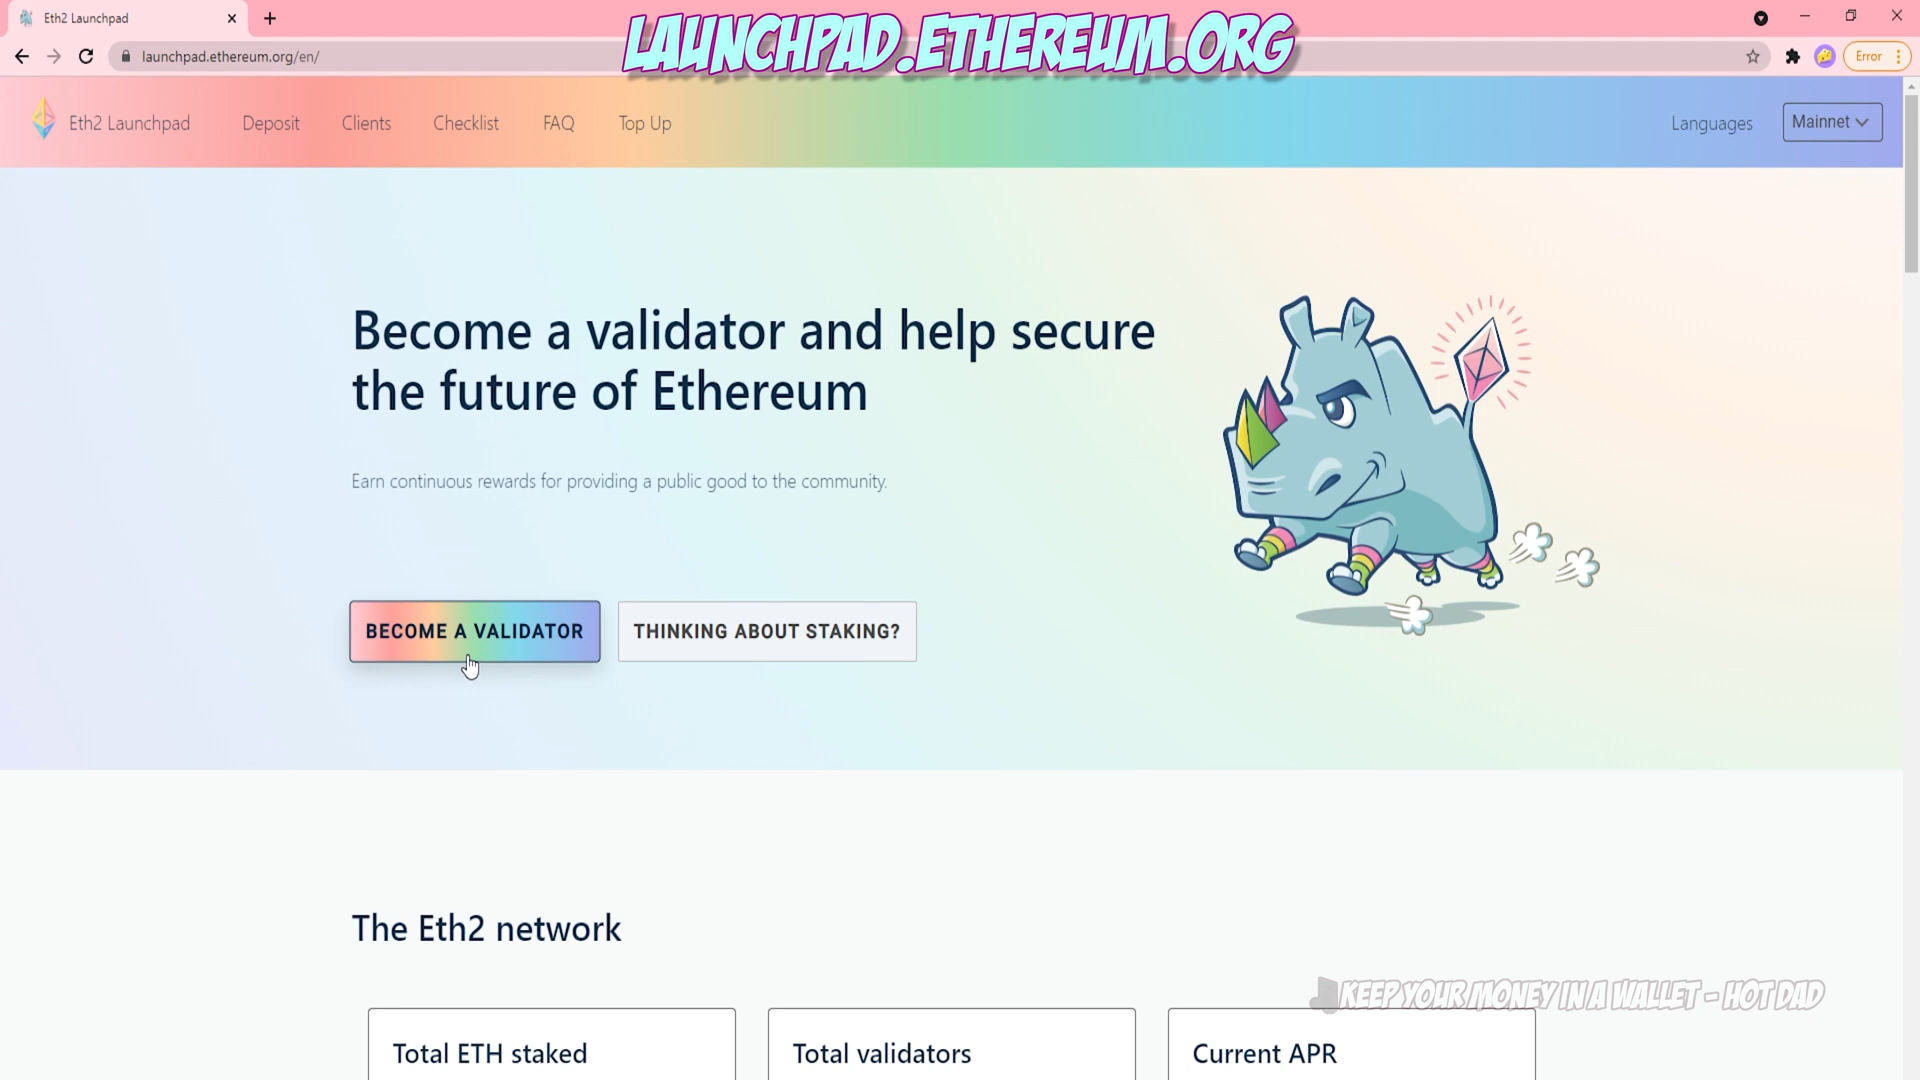 Eth2 Launchpad
LAUNCHPAD.ETHEREUM.ORG
launchpad.ethereum.org/en/
Error
Eth2 Launchpad
Deposit
Clients
Checklist
FAQ
Top Up
Languages
Mainnet
Become a validator and help secure
the future of Ethereum
Earn continuous rewards for providing a public good to the community.
BECOME A VALIDATOR
THINKING ABOUT STAKING?
The Eth2 network
KEEP YOUR MONEY IN A WALLET - HOT DAD
Total ETH staked
Total validators
Current APR